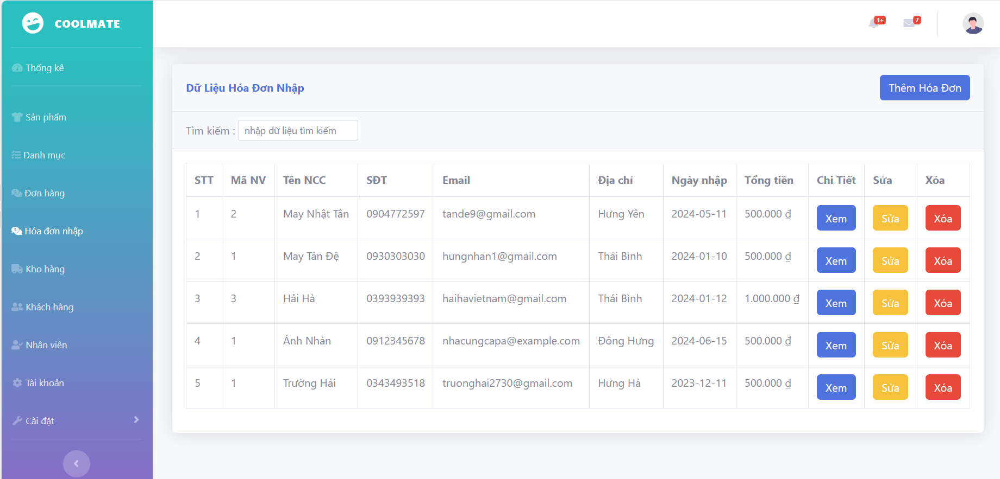 COOLMATE
3+
7
Thống kê
Sản phẩm
Danh mục
Đơn hàng
Hóa đơn nhập
Kho hàng
Khách hàng
Nhân viên
Tài khoản
Cài đặt
Dữ Liệu Hóa Đơn Nhập
Thêm Hóa Đơn
Tìm kiếm : nhập dữ liệu tìm kiếm
STT Mã NV Tên NCC SĐT Email Địa chỉ Ngày nhập Tổng tiền Chi Tiết Sửa Xóa
1 2 May Nhật Tân 0904772597 tande9@gmail.com Hưng Yên 2024-05-11 500.000 ₫ Xem Sửa Xóa
2 1 May Tân Đệ 0930303030 hungnhan1@gmail.com Thái Bình 2024-01-10 500.000 ₫ Xem Sửa Xóa
3 3 Hải Hà 0393939393 haihavietnam@gmail.com Thái Bình 2024-01-12 1.000.000 ₫ Xem Sửa Xóa
4 1 Ánh Nhàn 0912345678 nhacungcapa@example.com Đông Hưng 2024-06-15 500.000 ₫ Xem Sửa Xóa
5 1 Trường Hải 0343493518 truonghai2730@gmail.com Hưng Hà 2023-12-11 500.000 ₫ Xem Sửa Xóa